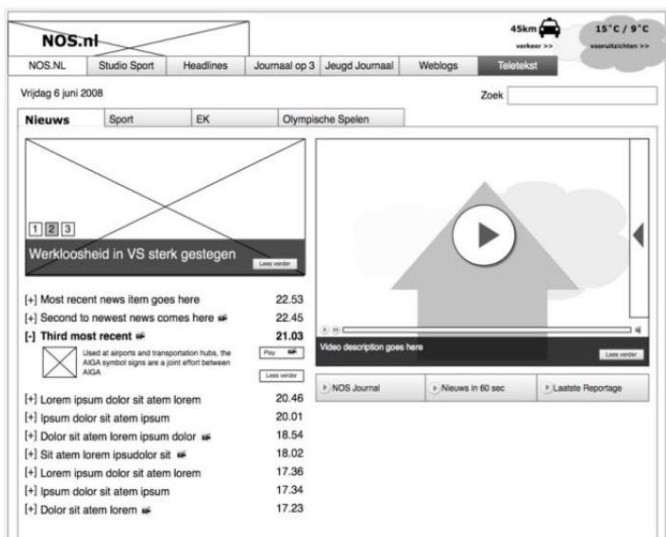 NOS.nl
45km
verkeer >>
15°C / 9°C
vooruitzichten >>
NOS.NL
Studio Sport
Headlines
Journaal op 3
Jeugd Journaal
Weblogs
Teletekst
Vrijdag 6 juni 2008
Zoek
Nieuws
Sport
EK
Olympische Spelen
1 2 3
Werkloosheid in VS sterk gestegen
Lees verder
[+] Most recent news item goes here 22.53
[+] Second to newest news comes here 22.45
[-] Third most recent 21.03
Used at airports and transportation hubs, the
AIGA symbol signs are a joint effort between
AIGA
Play
Lees verder
[+] Lorem ipsum dolor sit atem lorem 20.46
[+] Ipsum dolor sit atem ipsum 20.01
[+] Dolor sit atem lorem ipsum dolor 18.54
[+] Sit atem lorem ipsudolor sit 18.02
[+] Lorem ipsum dolor sit atem lorem 17.36
[+] Ipsum dolor sit atem ipsum 17.34
[+] Dolor sit atem lorem 17.23
Video description goes here
Lees verder
NOS Journal
Nieuws in 60 sec
Laatste Reportage